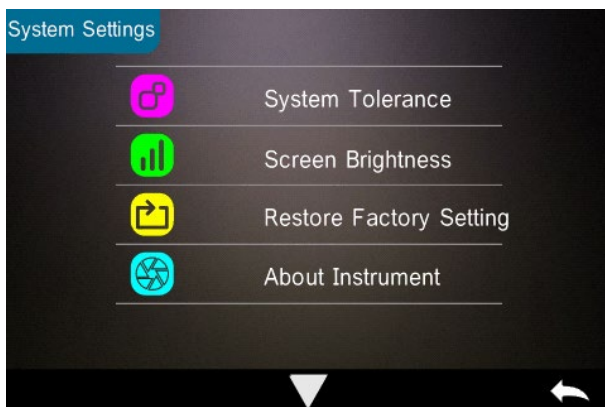 System Settings
System Tolerance
Screen Brightness
Restore Factory Setting
About Instrument